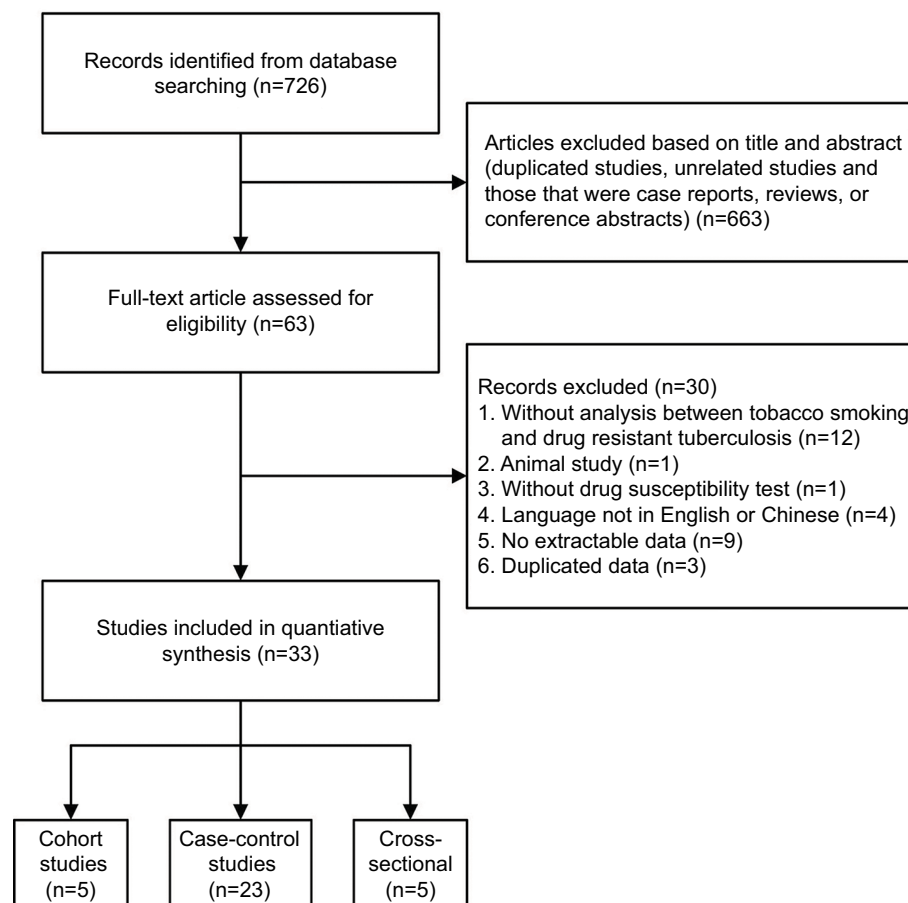 Records identified from database
searching (n=726)
Articles excluded based on title and abstract
(duplicated studies, unrelated studies and
those that were case reports, reviews, or
conference abstracts) (n=663)
Full-text article assessed for
eligibility (n=63)
Records excluded (n=30)
1. Without analysis between tobacco smoking
and drug resistant tuberculosis (n=12)
2. Animal study (n=1)
3. Without drug susceptibility test (n=1)
4. Language not in English or Chinese (n=4)
5. No extractable data (n=9)
6. Duplicated data (n=3)
Studies included in quantiative
synthesis (n=33)
Cohort
studies
(n=5)
Case-control
studies
(n=23)
Cross-
sectional
(n=5)